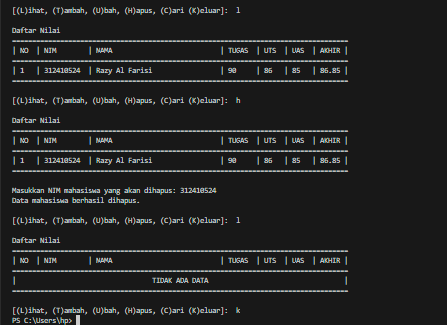 [(L)ihat, (T)ambah, (U)bah, (H)apus, (C)ari (K)eluar]: l
Daftar Nilai
==================================================================================
| NO | NIM | NAMA | TUGAS | UTS | UAS | AKHIR |
==================================================================================
| 1 | 312410524 | Razy Al Farisi | 90 | 86 | 85 | 86.85 |
==================================================================================
[(L)ihat, (T)ambah, (U)bah, (H)apus, (C)ari (K)eluar]: h
Daftar Nilai
==================================================================================
| NO | NIM | NAMA | TUGAS | UTS | UAS | AKHIR |
==================================================================================
| 1 | 312410524 | Razy Al Farisi | 90 | 86 | 85 | 86.85 |
==================================================================================
Masukkan NIM mahasiswa yang akan dihapus: 312410524
Data mahasiswa berhasil dihapus.
[(L)ihat, (T)ambah, (U)bah, (H)apus, (C)ari (K)eluar]: l
Daftar Nilai
==================================================================================
| NO | NIM | NAMA | TUGAS | UTS | UAS | AKHIR |
==================================================================================
| TIDAK ADA DATA |
==================================================================================
[(L)ihat, (T)ambah, (U)bah, (H)apus, (C)ari (K)eluar]: k
PS C:\Users\hp>